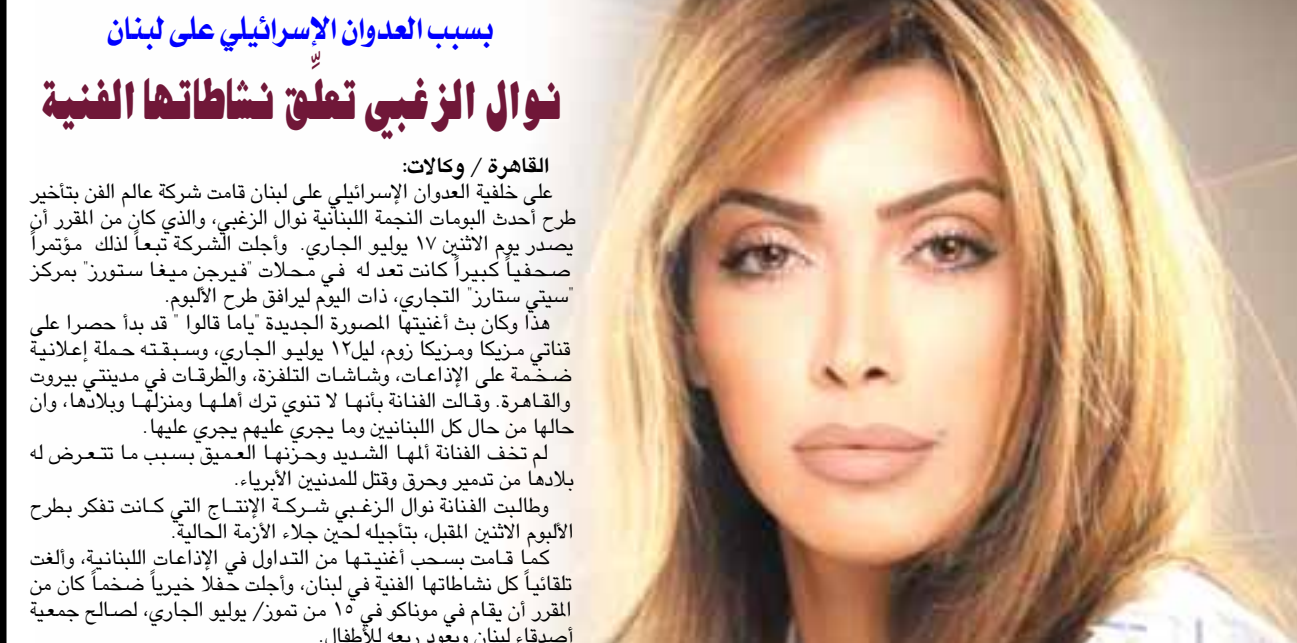 بسبب العدوان الإسرائيلي على لبنان
نوال الزغبي تعلِّق نشاطاتها الفنية
القاهرة / وكالات:
على خلفية العدوان الإسرائيلي على لبنان قامت شركة عالم الفن بتأخير
طرح أحدث البومات النجمة اللبنانية نوال الزغبي، والذي كان من المقرر أن
يصدر يوم الاثنين ١٧ يوليو الجاري. وأجلت الشركة تبعاً لذلك مؤتمراً
صحفياً كبيراً كانت تعد له في محلات "فيرجن ميغا ستورز" بمركز
"سيتي ستارز" التجاري، ذات اليوم ليرافق طرح الألبوم.
هذا وكان بث أغنيتها المصورة الجديدة "ياما قالوا " قد بدأ حصرا على
قناتي مزيكا ومزيكا زوم، ليل١٢ يوليو الجاري، وسبقته حملة إعلانية
ضخمة على الإذاعات، وشاشات التلفزة، والطرقات في مدينتي بيروت
والقاهرة. وقالت الفنانة بأنها لا تنوي ترك أهلها ومنزلها وبلادها، وان
حالها من حال كل اللبنانيين وما يجري عليهم يجري عليها.
لم تخف الفنانة ألمها الشديد وحزنها العميق بسبب ما تتعرض له
بلادها من تدمير وحرق وقتل للمدنيين الأبرياء.
وطالبت الفنانة نوال الزغبي شركة الإنتاج التي كانت تفكر بطرح
الألبوم الاثنين المقبل، بتأجيله لحين جلاء الأزمة الحالية.
كما قامت بسحب أغنيتها من التداول في الإذاعات اللبنانية، وألغت
تلقائياً كل نشاطاتها الفنية في لبنان، وأجلت حفلا خيرياً ضخماً كان من
المقرر أن يقام في موناكو في ١٥ من تموز/ يوليو الجاري، لصالح جمعية
أصدقاء لبنان ويعود ريعه للأطفال.